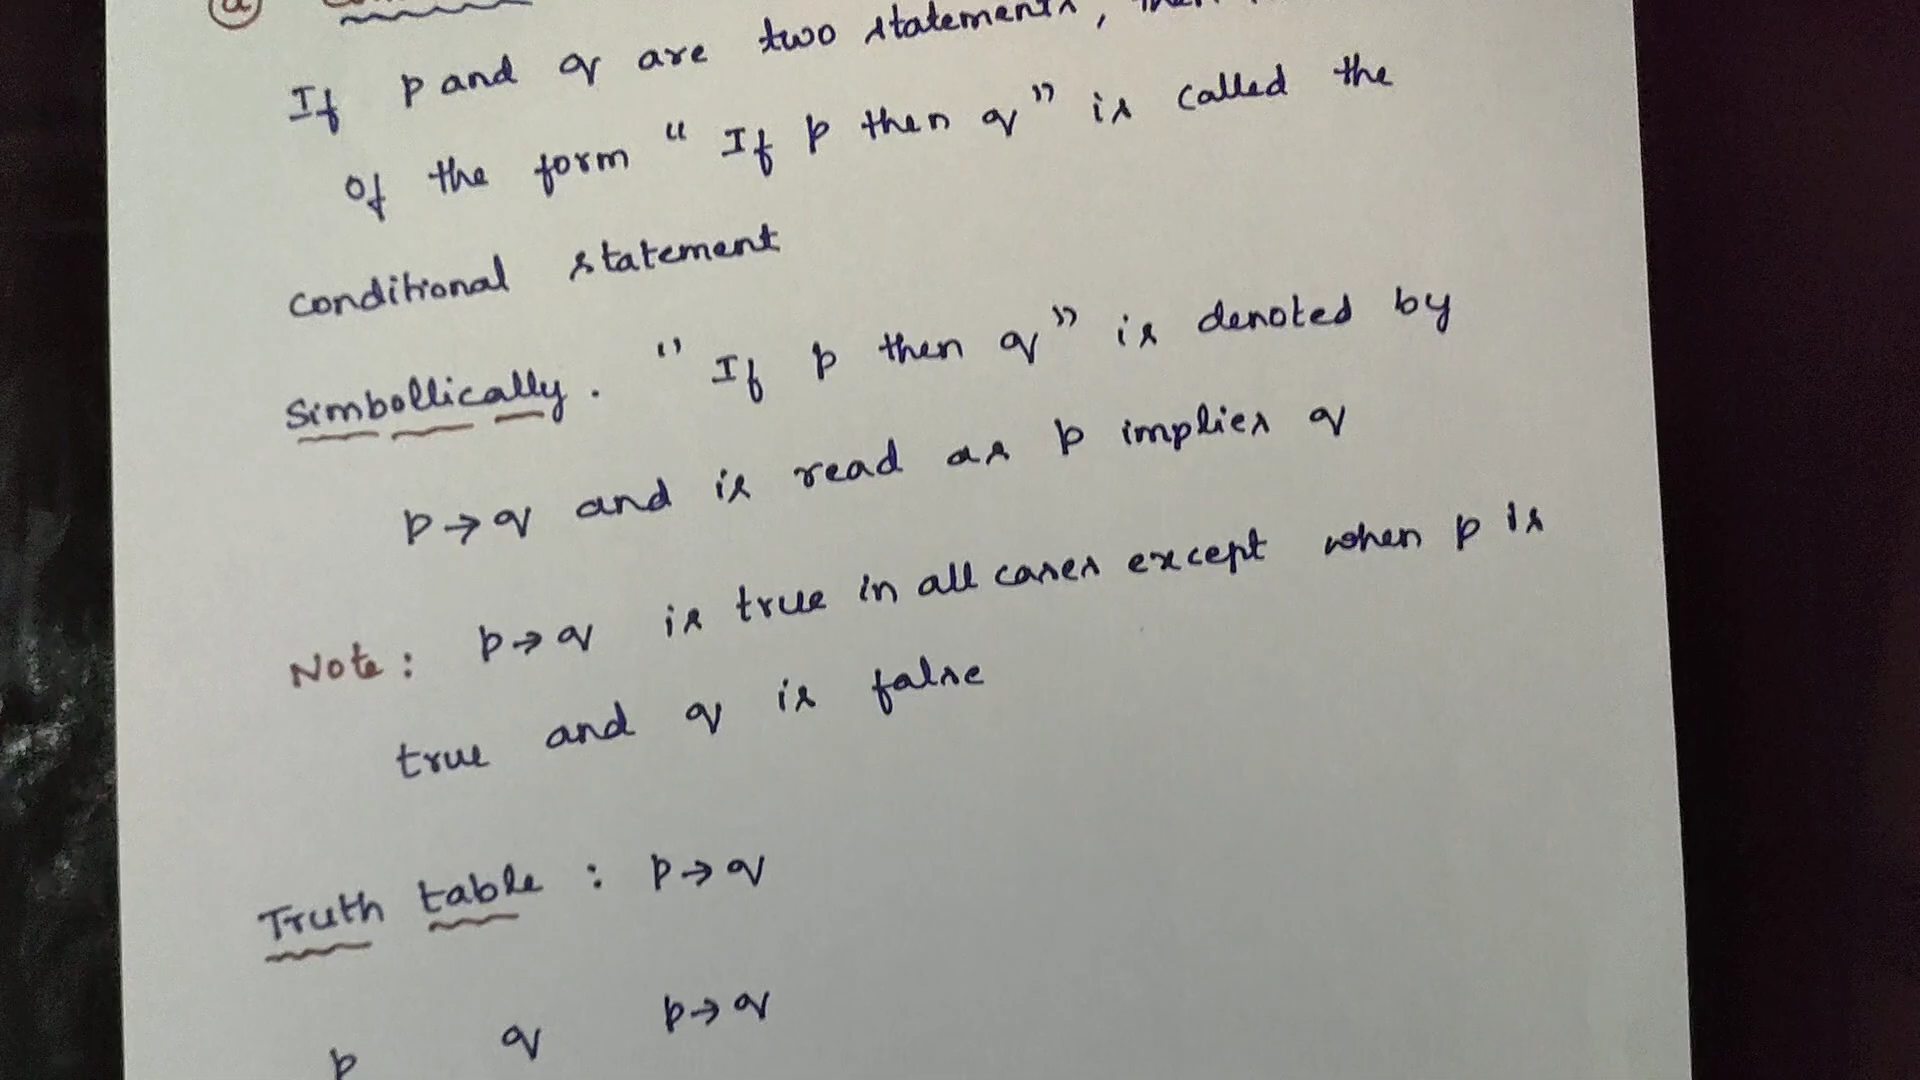 If p and q are two statements,
of the form " If p then q " is called the
conditional statement
Simbollically. " If p then q " is denoted by
p → q and is read as p implies q
Note : p → q is true in all cases except when p is
true and q is false
Truth table : p → q
p q p → q